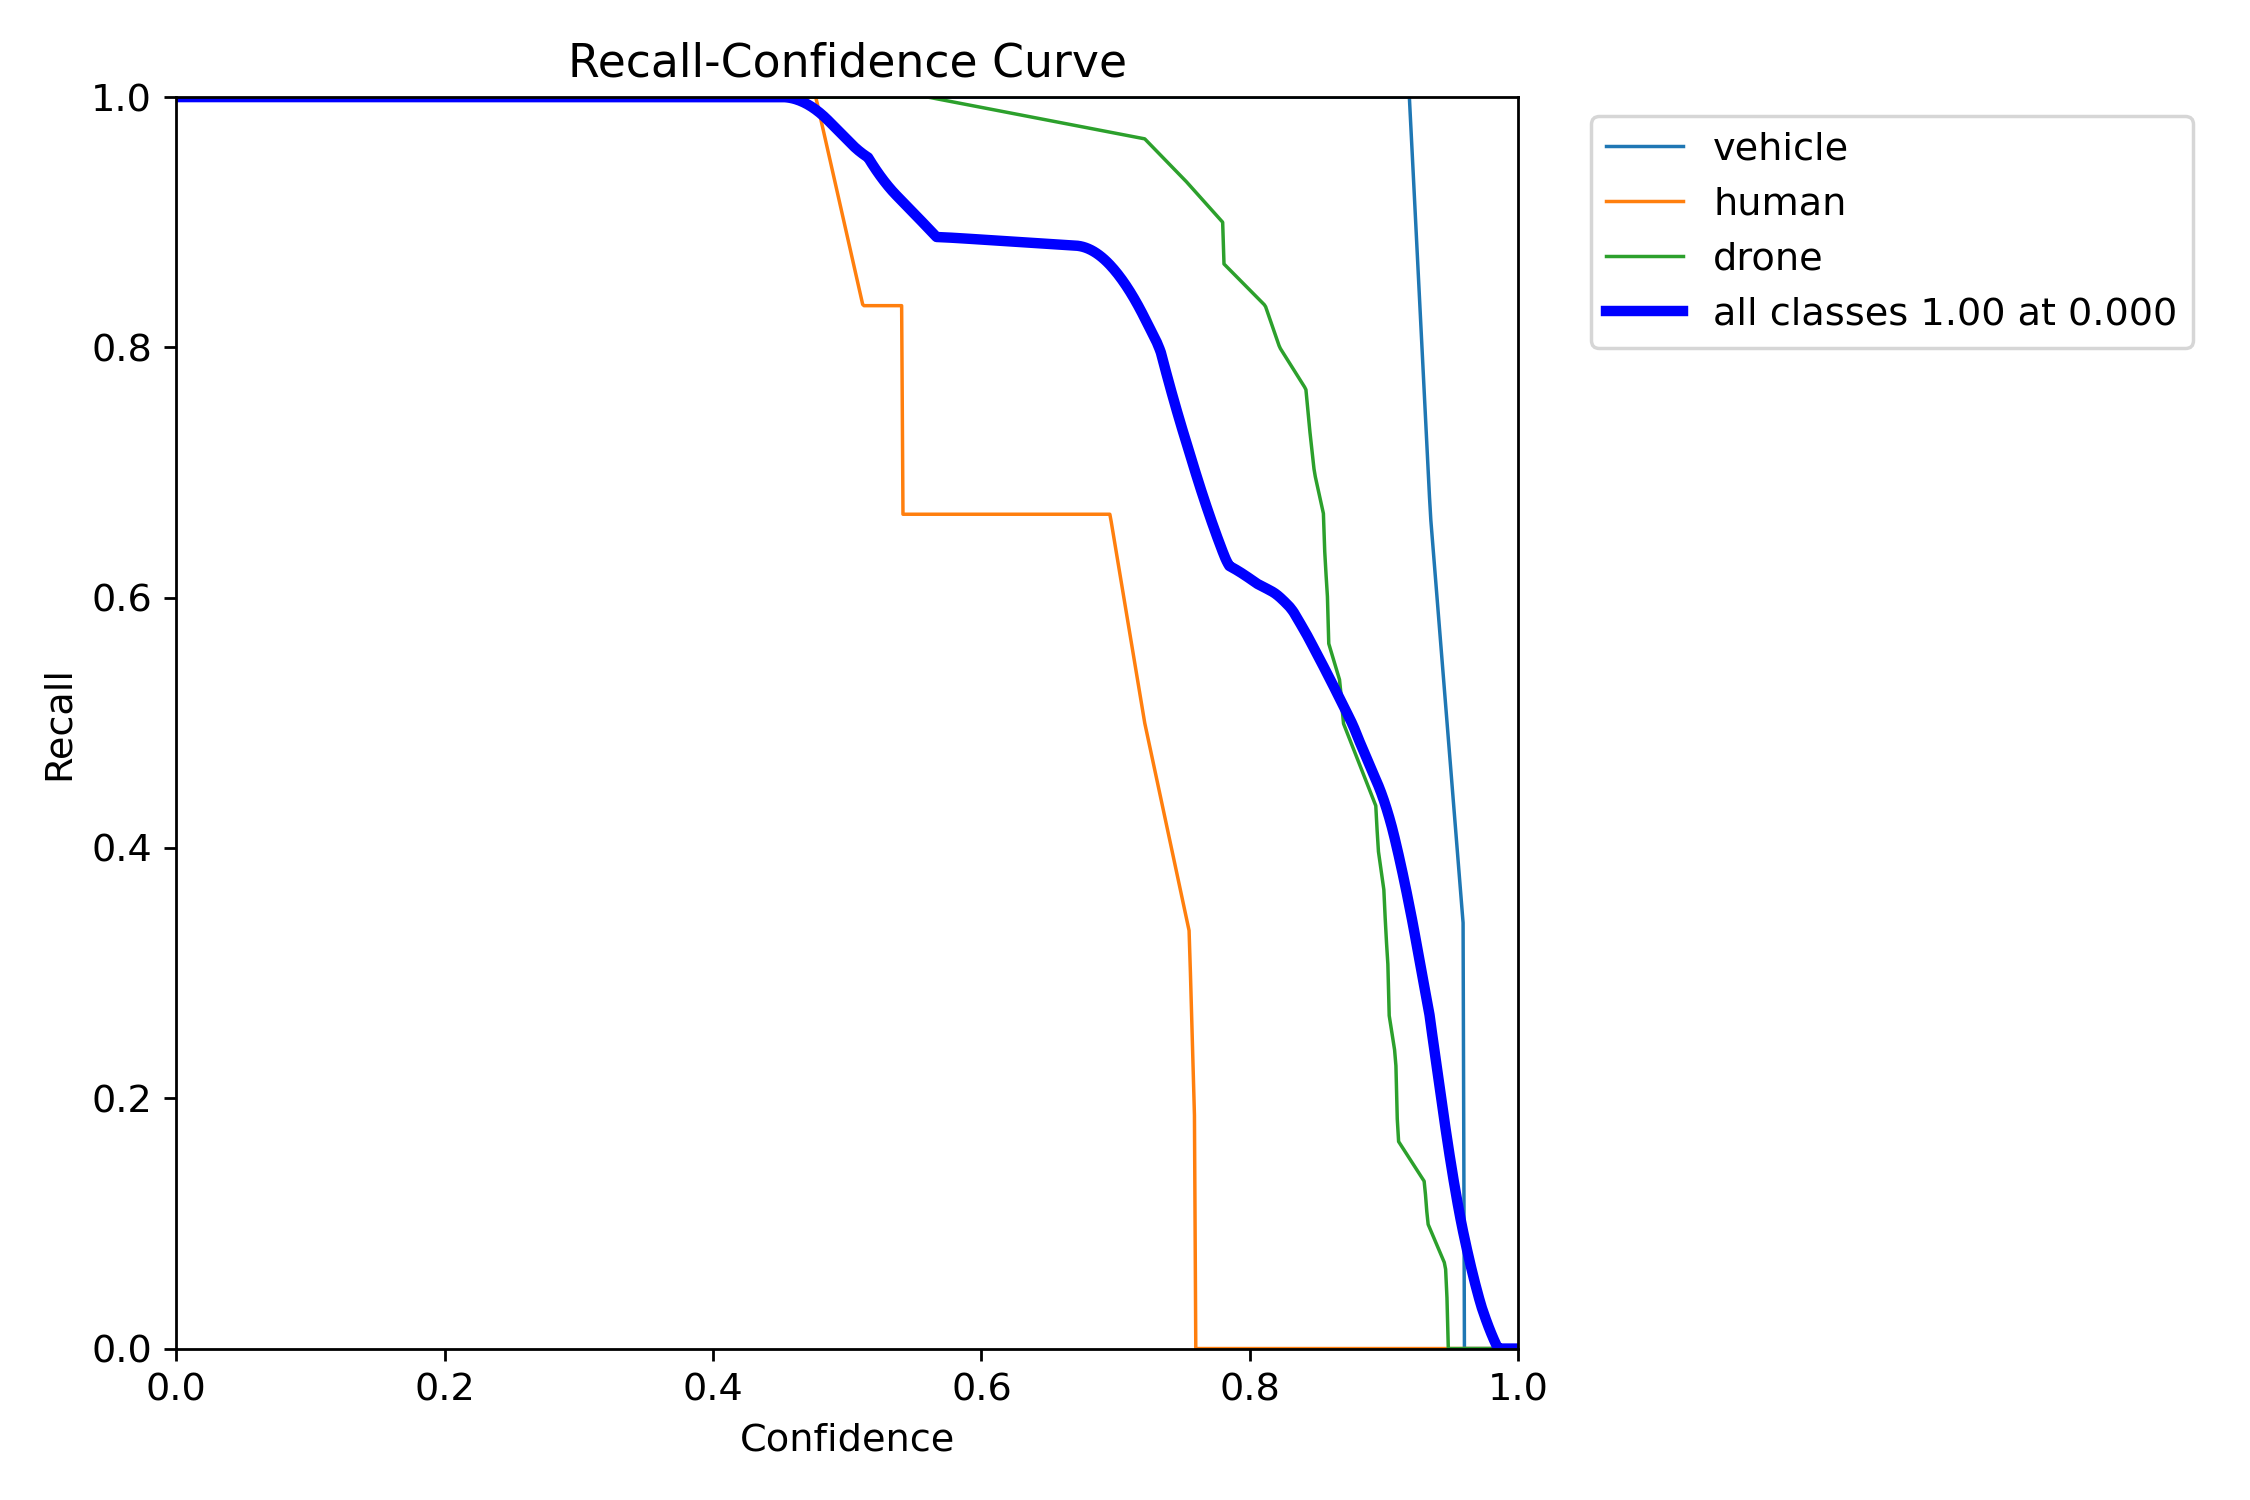 Recall-Confidence Curve
1.0
0.8
0.6
0.4
0.2
0.0
Recall
0.0 0.2 0.4 0.6 0.8 1.0
Confidence
vehicle
human
drone
all classes 1.00 at 0.000